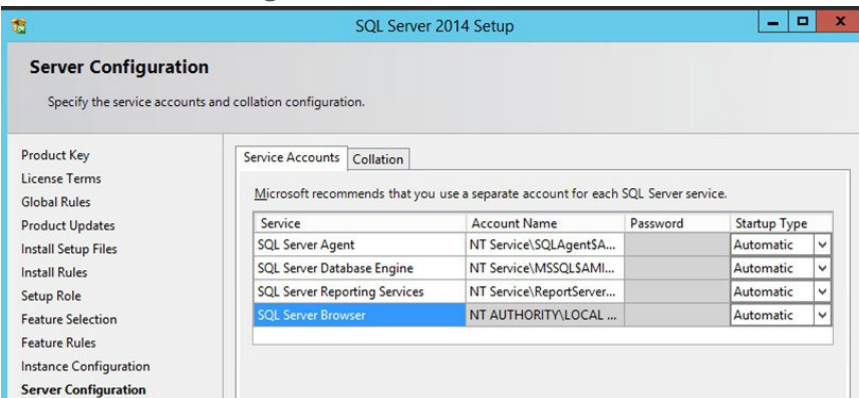 SQL Server 2014 Setup
Server Configuration
Specify the service accounts and collation configuration.
Product Key
License Terms
Global Rules
Product Updates
Install Setup Files
Install Rules
Setup Role
Feature Selection
Feature Rules
Instance Configuration
Server Configuration
Service Accounts Collation
Microsoft recommends that you use a separate account for each SQL Server service.
Service Account Name Password Startup Type
SQL Server Agent NT Service\SQLAgent$A... Automatic
SQL Server Database Engine NT Service\MSSQL$AMI... Automatic
SQL Server Reporting Services NT Service\ReportServer... Automatic
SQL Server Browser NT AUTHORITY\LOCAL ... Automatic